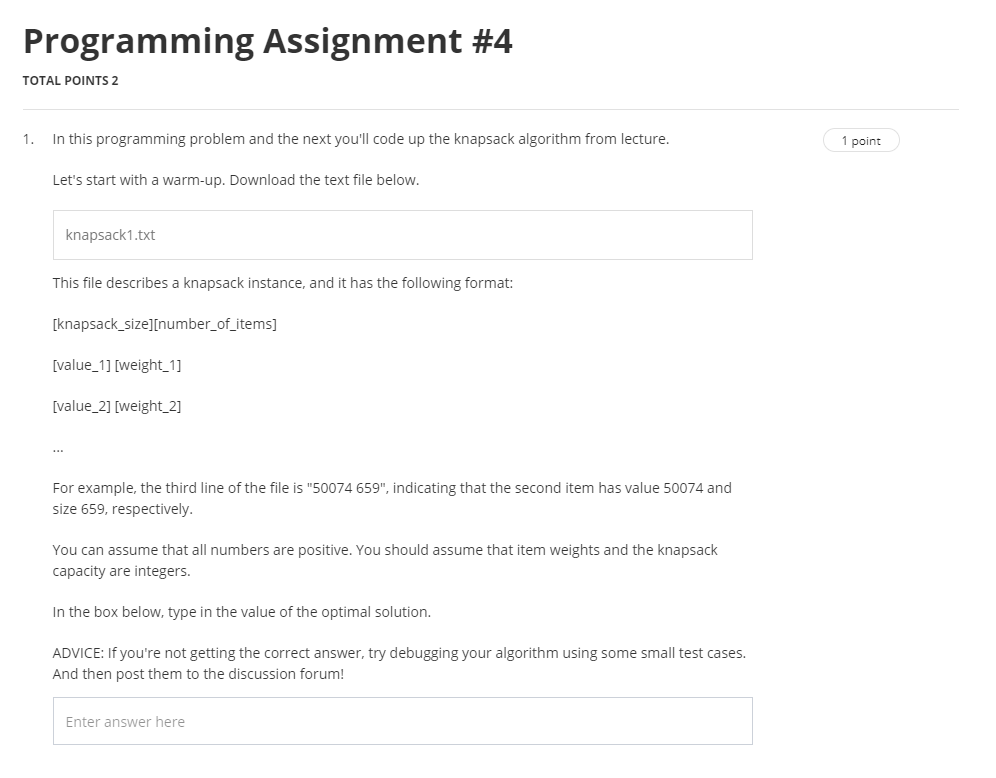 Programming Assignment #4
TOTAL POINTS 2
1. In this programming problem and the next you'll code up the knapsack algorithm from lecture.
1 point
Let's start with a warm-up. Download the text file below.
knapsack1.txt
This file describes a knapsack instance, and it has the following format:
[knapsack_size][number_of_items]
[value_1] [weight_1]
[value_2] [weight_2]
...
For example, the third line of the file is "50074 659", indicating that the second item has value 50074 and
size 659, respectively.
You can assume that all numbers are positive. You should assume that item weights and the knapsack
capacity are integers.
In the box below, type in the value of the optimal solution.
ADVICE: If you're not getting the correct answer, try debugging your algorithm using some small test cases.
And then post them to the discussion forum!
Enter answer here